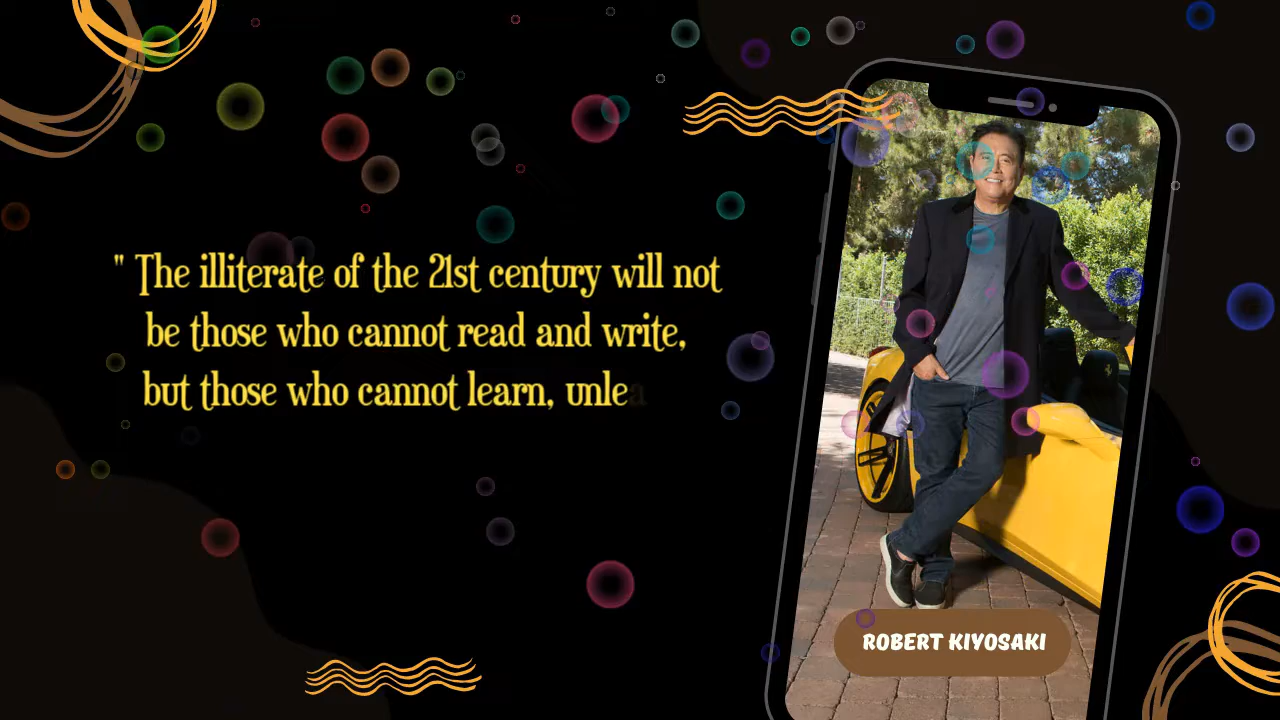 " The illiterate of the 21st century will not
be those who cannot read and write,
but those who cannot learn, unlea
ROBERT KIYOSAKI